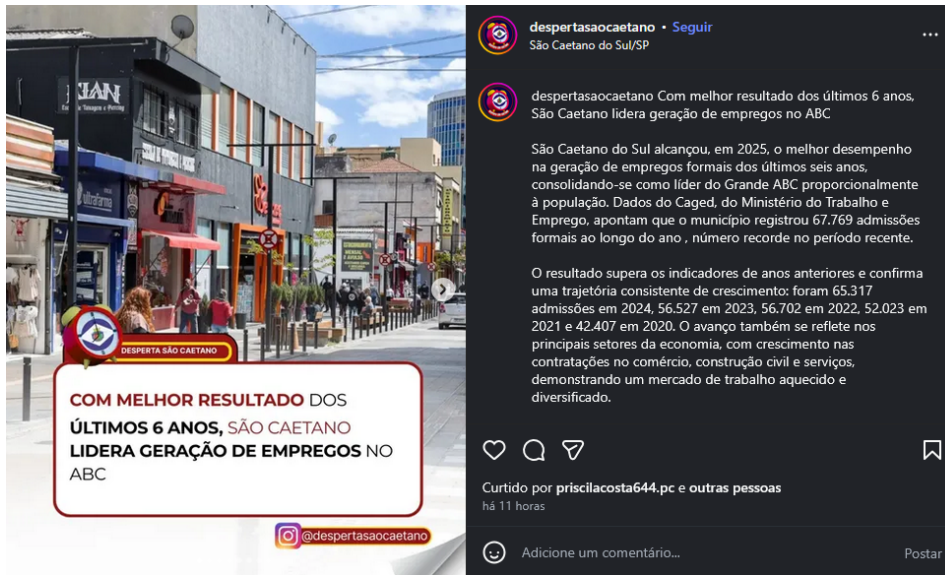 KLAN
ultrafarma
DESPERTA SÃO CAETANO
COM MELHOR RESULTADO DOS
ÚLTIMOS 6 ANOS, SÃO CAETANO
LIDERA GERAÇÃO DE EMPREGOS NO
ABC
@despertasaocaetano
despertasaocaetano • Seguir
São Caetano do Sul/SP
despertasaocaetano Com melhor resultado dos últimos 6 anos,
São Caetano lidera geração de empregos no ABC
São Caetano do Sul alcançou, em 2025, o melhor desempenho
na geração de empregos formais dos últimos seis anos,
consolidando-se como líder do Grande ABC proporcionalmente
à população. Dados do Caged, do Ministério do Trabalho e
Emprego, apontam que o município registrou 67.769 admissões
formais ao longo do ano , número recorde no período recente.
O resultado supera os indicadores de anos anteriores e confirma
uma trajetória consistente de crescimento: foram 65.317
admissões em 2024, 56.527 em 2023, 56.702 em 2022, 52.023 em
2021 e 42.407 em 2020. O avanço também se reflete nos
principais setores da economia, com crescimento nas
contratações no comércio, construção civil e serviços,
demonstrando um mercado de trabalho aquecido e
diversificado.
Curtido por priscilacosta644.pc e outras pessoas
há 11 horas
Adicione um comentário...
Postar